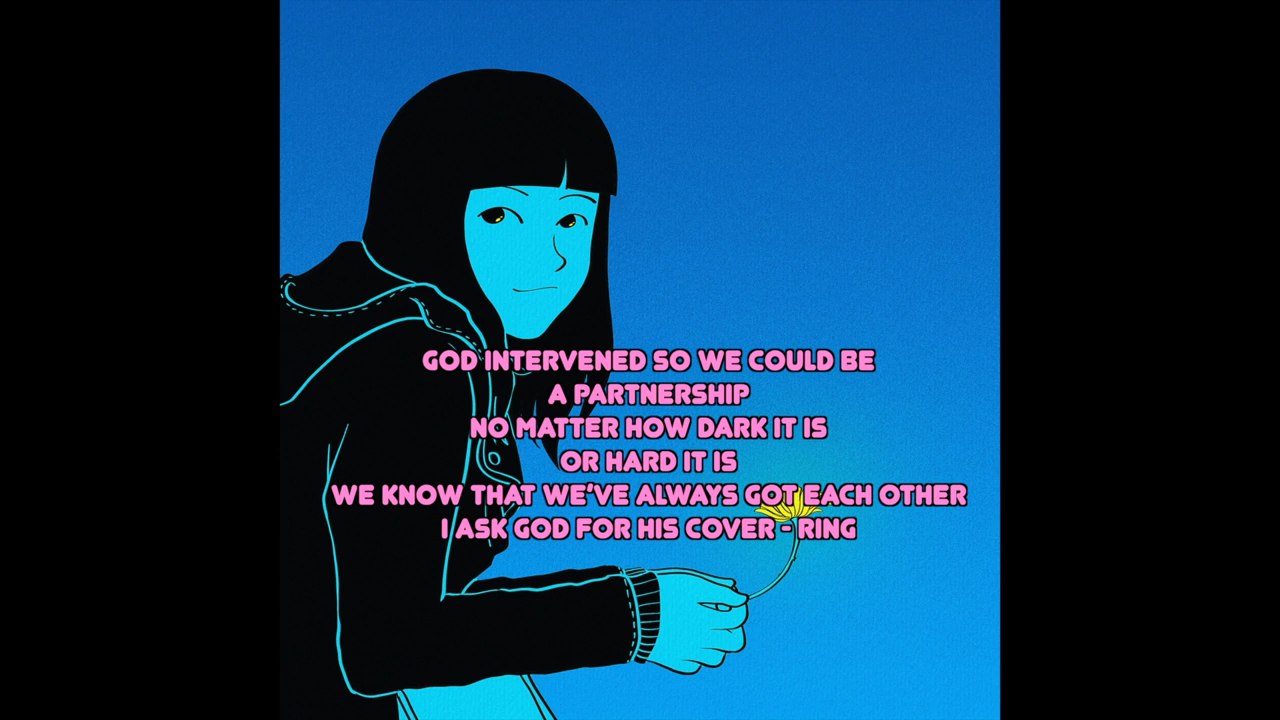 GOD INTERVENED SO WE COULD BE
A PARTNERSHIP
NO MATTER HOW DARK IT IS
OR HARD IT IS
WE KNOW THAT WE'VE ALWAYS GOT EACH OTHER
I ASK GOD FOR HIS COVER - RING